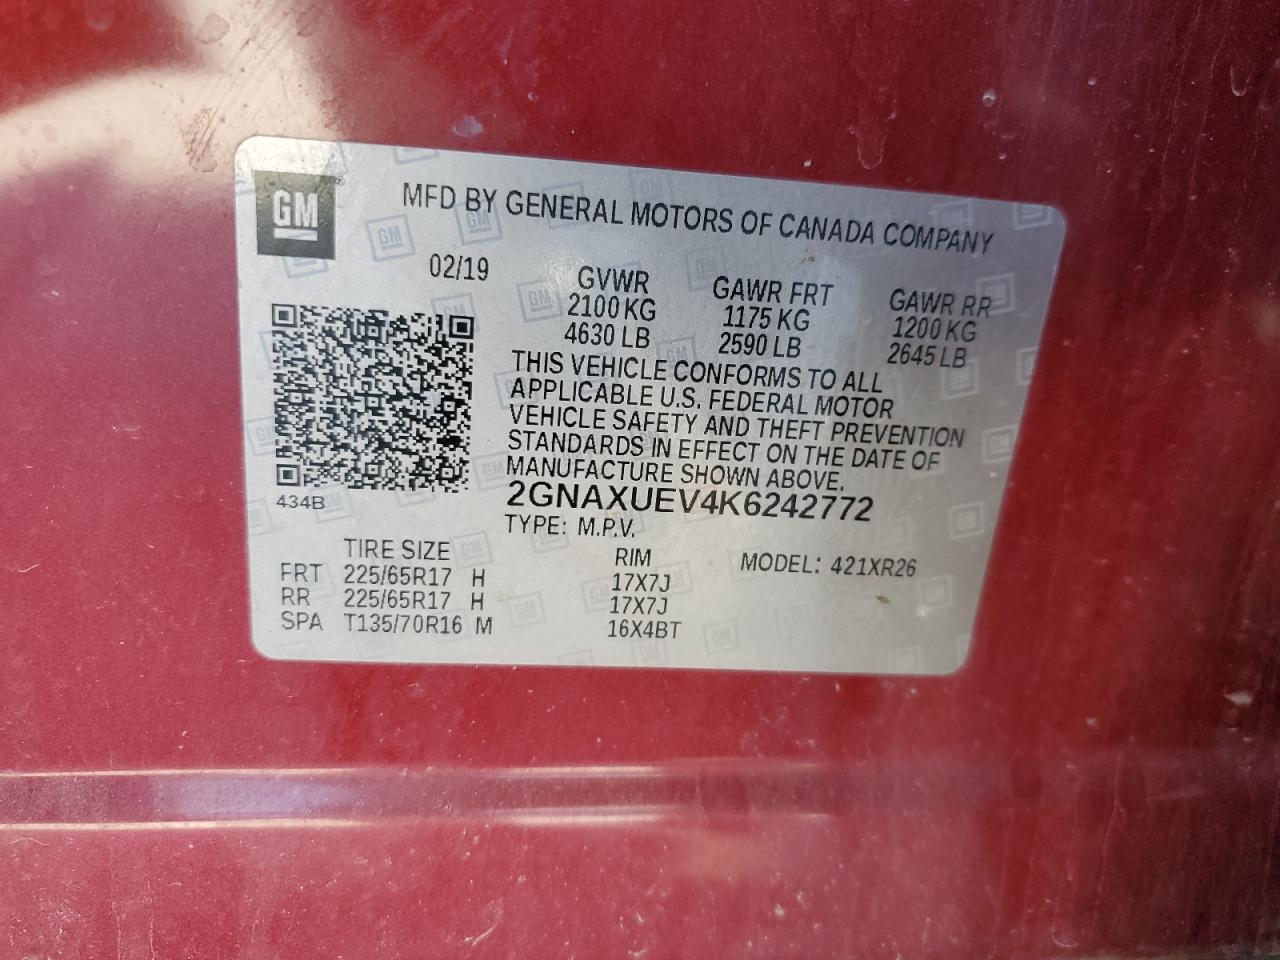 GM
MFD BY GENERAL MOTORS OF CANADA COMPANY
02/19
GVWR
2100 KG
4630 LB
GAWR FRT
1175 KG
2590 LB
GAWR RR
1200 KG
2645 LB
THIS VEHICLE CONFORMS TO ALL
APPLICABLE U.S. FEDERAL MOTOR
VEHICLE SAFETY AND THEFT PREVENTION
STANDARDS IN EFFECT ON THE DATE OF
MANUFACTURE SHOWN ABOVE.
434B
2GNAXUEV4K6242772
TYPE: M.P.V.
TIRE SIZE RIM MODEL: 421XR26
FRT 225/65R17 H 17X7J
RR 225/65R17 H 17X7J
SPA T135/70R16 M 16X4BT